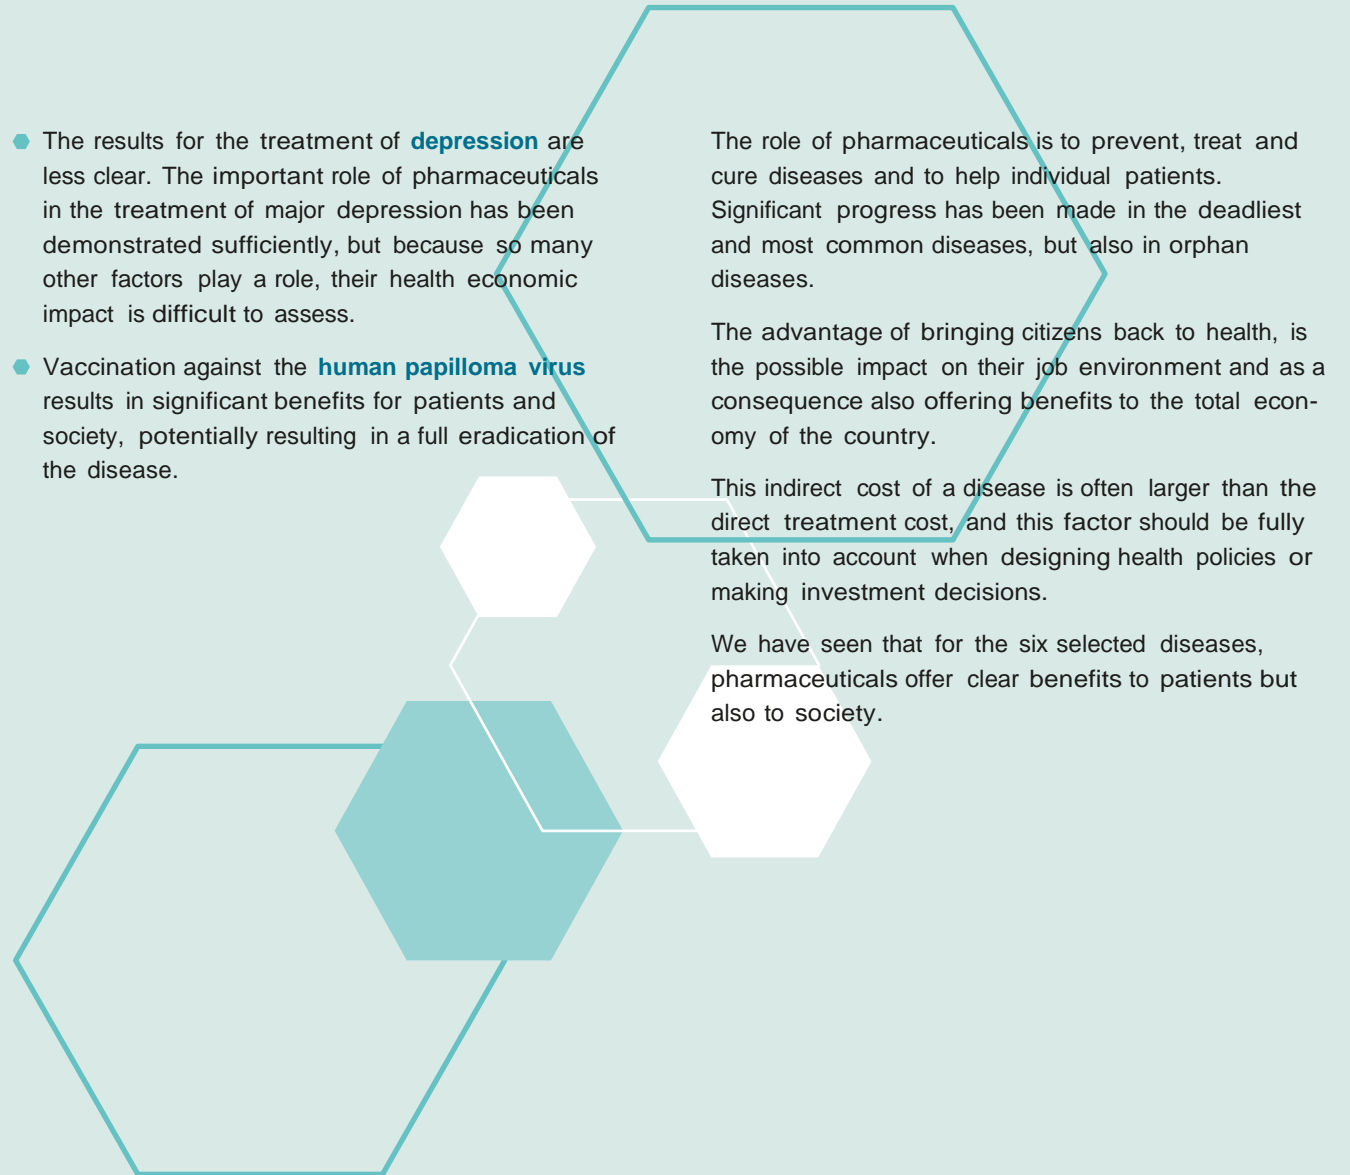 The results for the treatment of depression are
less clear. The important role of pharmaceuticals
in the treatment of major depression has been
demonstrated sufficiently, but because so many
other factors play a role, their health economic
impact is difficult to assess.
Vaccination against the human papilloma virus
results in significant benefits for patients and
society, potentially resulting in a full eradication of
the disease.
The role of pharmaceuticals is to prevent, treat and
cure diseases and to help individual patients.
Significant progress has been made in the deadliest
and most common diseases, but also in orphan
diseases.
The advantage of bringing citizens back to health, is
the possible impact on their job environment and as a
consequence also offering benefits to the total econ-
omy of the country.
This indirect cost of a disease is often larger than the
direct treatment cost, and this factor should be fully
taken into account when designing health policies or
making investment decisions.
We have seen that for the six selected diseases,
pharmaceuticals offer clear benefits to patients but
also to society.